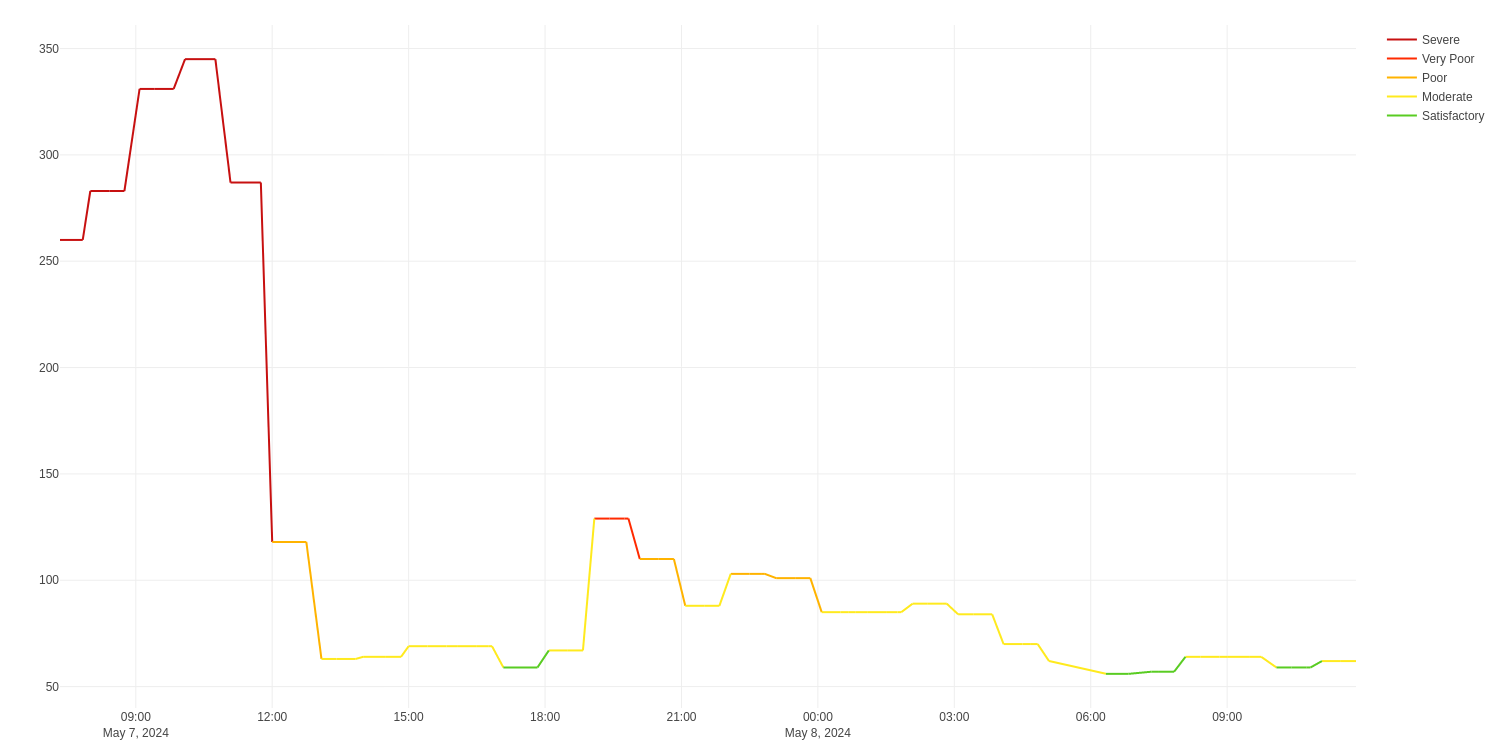 350
300
250
200
150
100
50
09:00
12:00
15:00
18:00
21:00
00:00
03:00
06:00
09:00
May 7, 2024
May 8, 2024
Severe
Very Poor
Poor
Moderate
Satisfactory